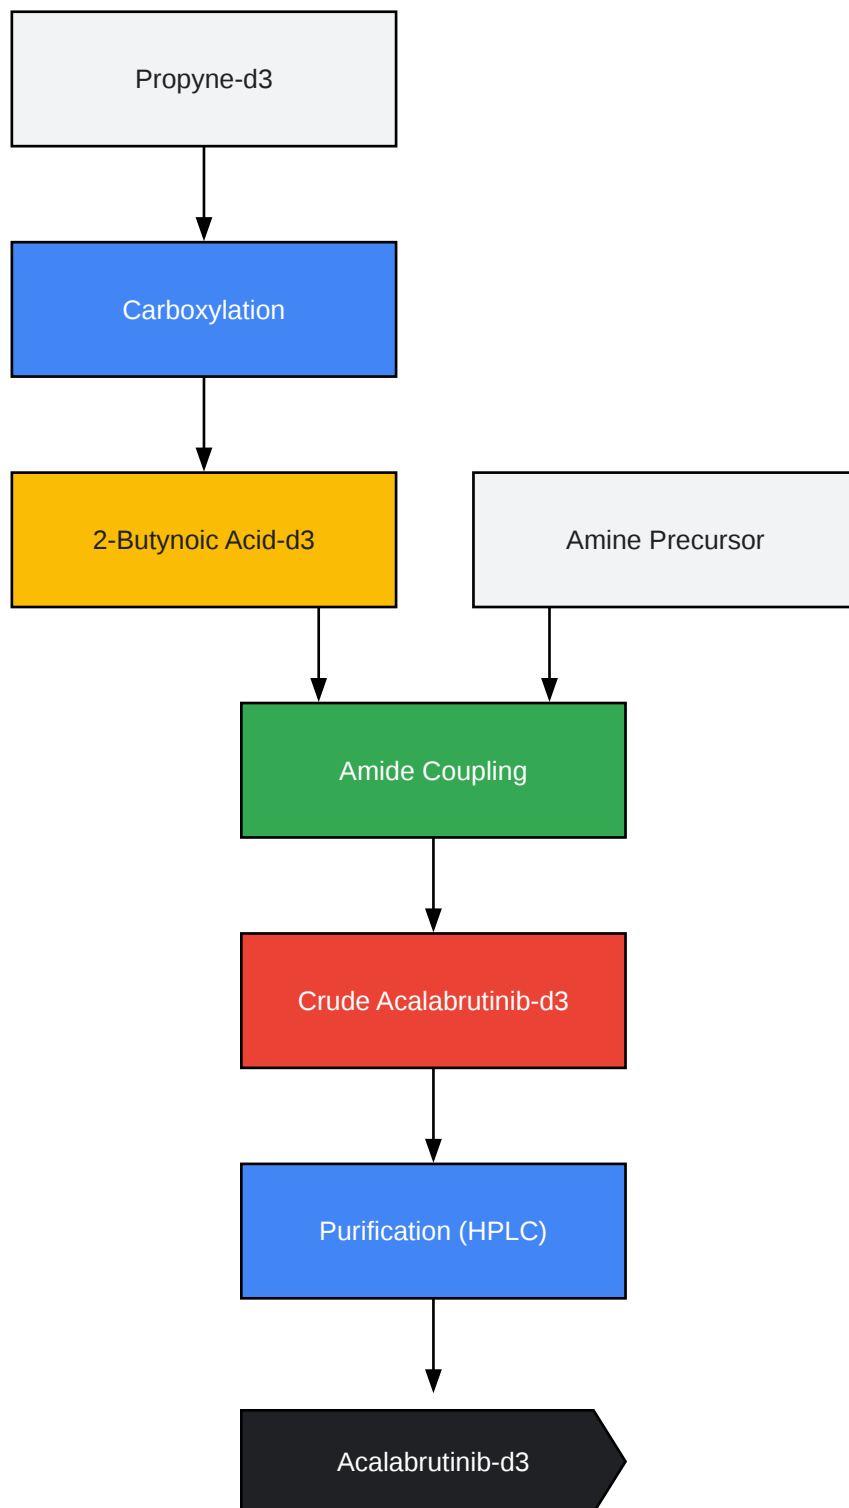 Propyne-d3
Carboxylation
2-Butynoic Acid-d3
Amine Precursor
Amide Coupling
Crude Acalabrutinib-d3
Purification (HPLC)
Acalabrutinib-d3